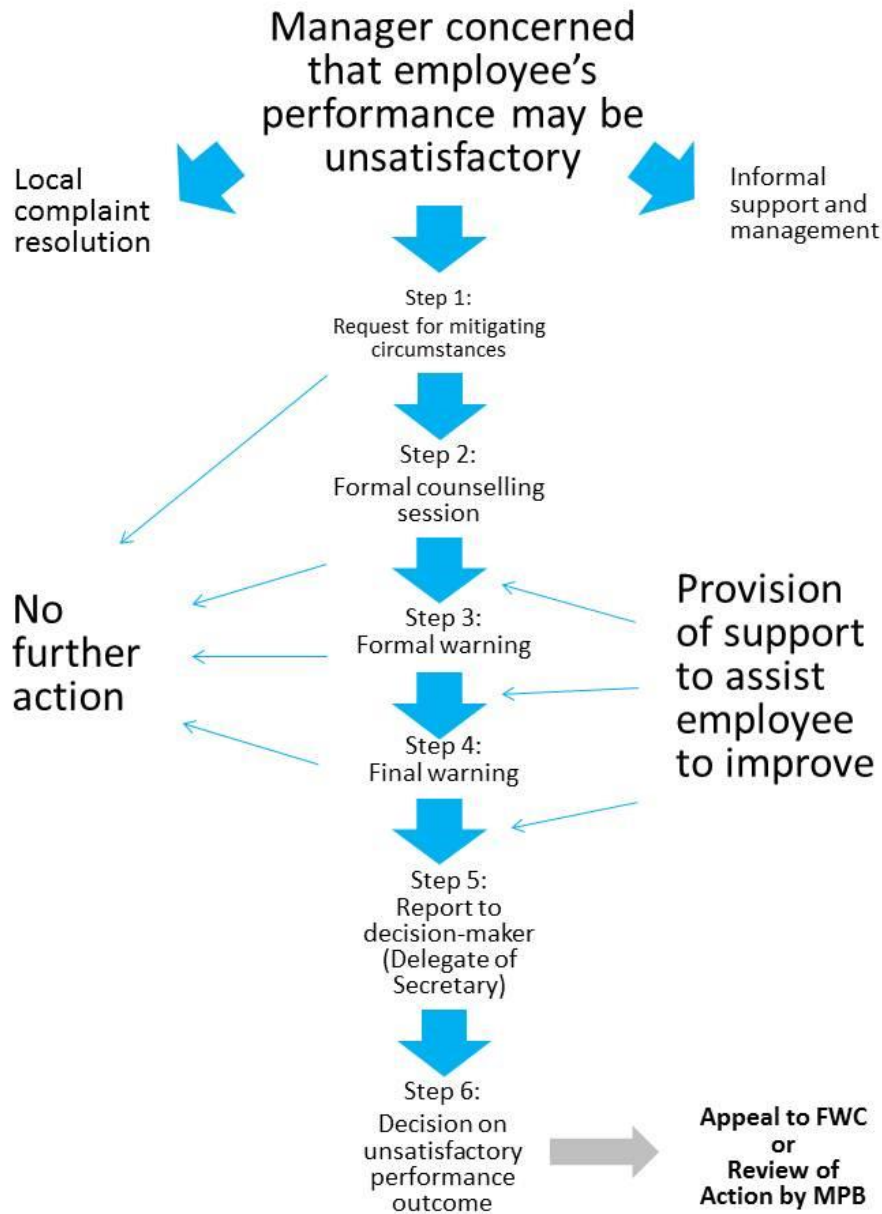 Manager concerned
that employee's
performance may be
unsatisfactory
Local
complaint
resolution
Informal
support and
management
Step 1:
Request for mitigating
circumstances
Step 2:
Formal counselling
session
No
further
action
Step 3:
Formal warning
Provision
of support
to assist
employee
to improve
Step 4:
Final warning
Step 5:
Report to
decision-maker
(Delegate of
Secretary)
Step 6:
Decision on
unsatisfactory
performance
outcome
Appeal to FWC
or
Review of
Action by MPB